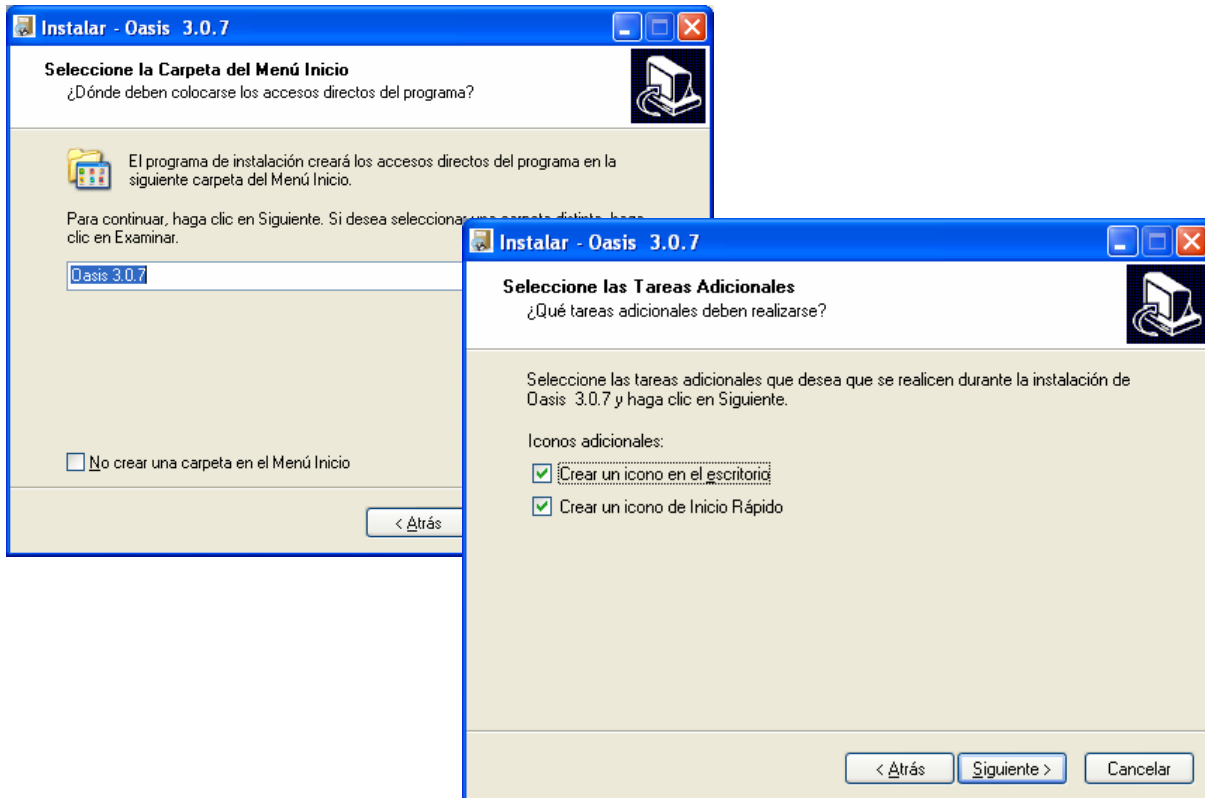 Instalar - Oasis 3.0.7
Seleccione la Carpeta del Menú Inicio
¿Dónde deben colocarse los accesos directos del programa?
El programa de instalación creará los accesos directos del programa en la
siguiente carpeta del Menú Inicio.
Para continuar, haga clic en Siguiente. Si desea seleccionar una carpeta distinta, haga
clic en Examinar.
Oasis 3.0.7
No crear una carpeta en el Menú Inicio
< Atrás
Instalar - Oasis 3.0.7
Seleccione las Tareas Adicionales
¿Qué tareas adicionales deben realizarse?
Seleccione las tareas adicionales que desea que se realicen durante la instalación de
Oasis 3.0.7 y haga clic en Siguiente.
Iconos adicionales:
Crear un icono en el escritorio
Crear un icono de Inicio Rápido
< Atrás
Siguiente >
Cancelar